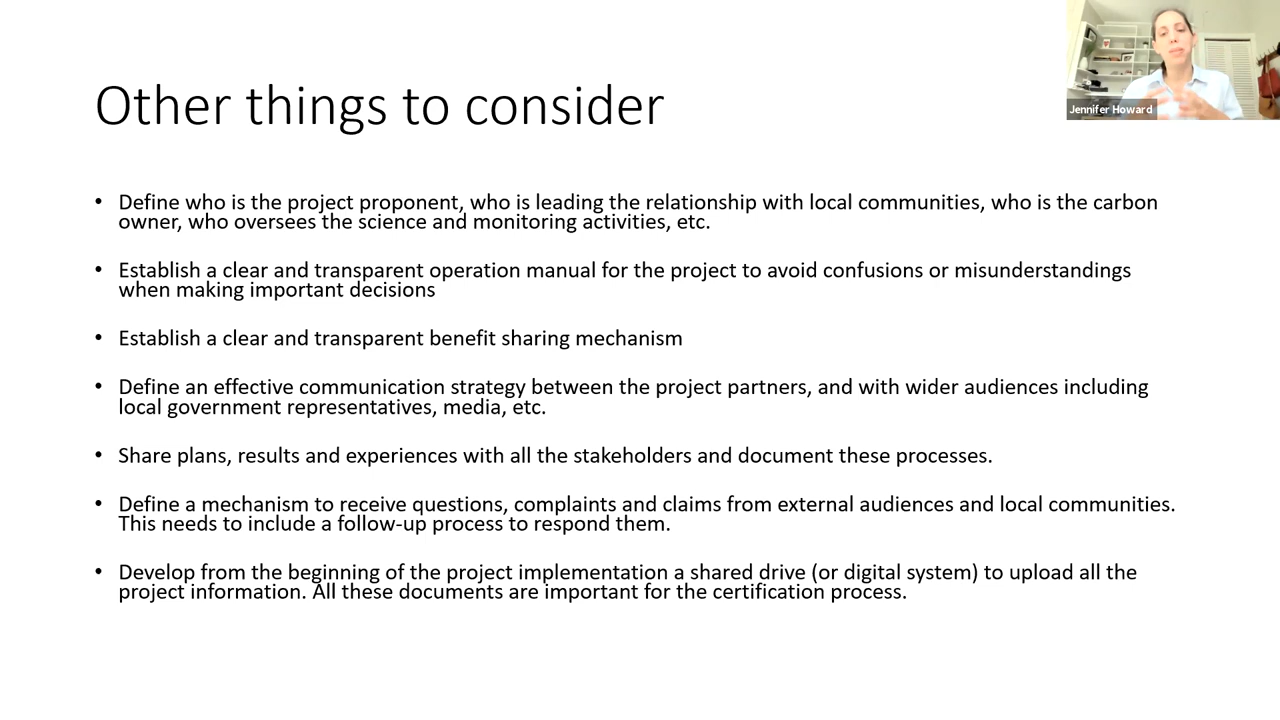 Other things to consider
Jennifer Howard
• Define who is the project proponent, who is leading the relationship with local communities, who is the carbon
owner, who oversees the science and monitoring activities, etc.
• Establish a clear and transparent operation manual for the project to avoid confusions or misunderstandings
when making important decisions
• Establish a clear and transparent benefit sharing mechanism
• Define an effective communication strategy between the project partners, and with wider audiences including
local government representatives, media, etc.
• Share plans, results and experiences with all the stakeholders and document these processes.
• Define a mechanism to receive questions, complaints and claims from external audiences and local communities.
This needs to include a follow-up process to respond them.
• Develop from the beginning of the project implementation a shared drive (or digital system) to upload all the
project information. All these documents are important for the certification process.